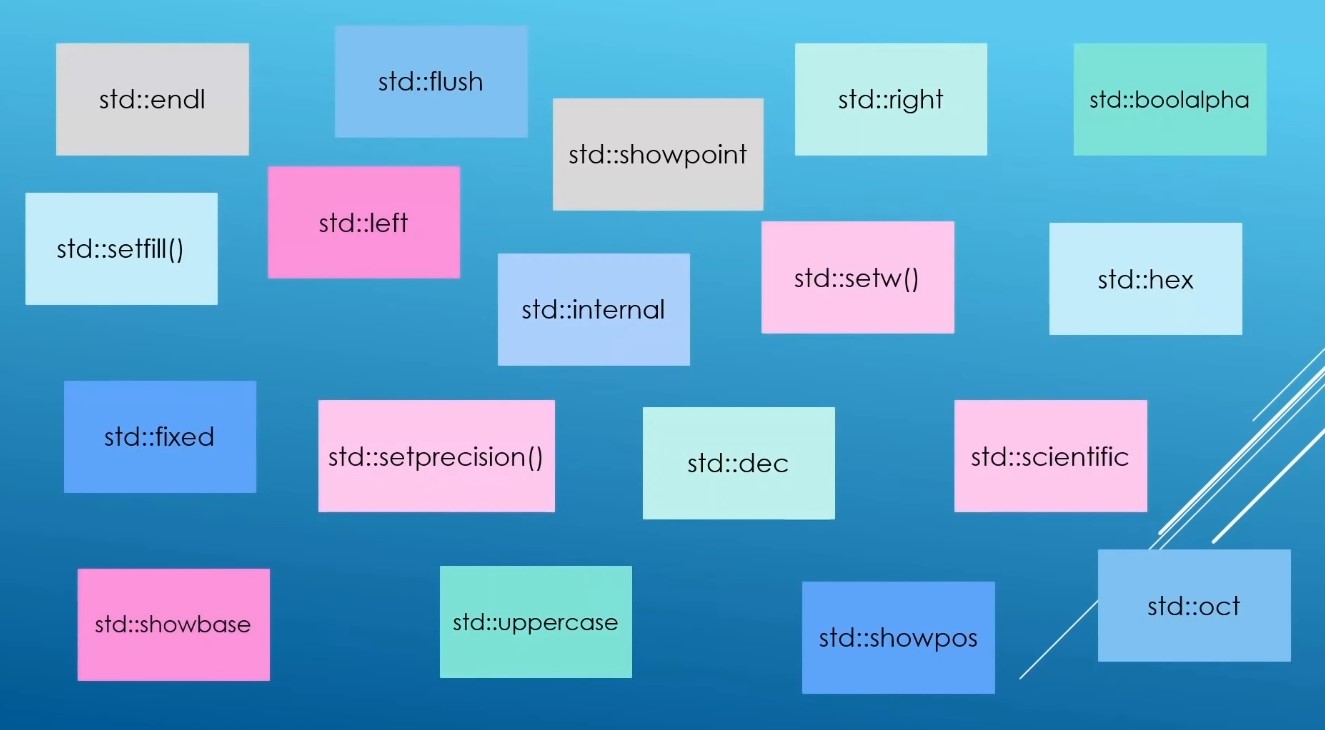 std::endl
std::flush
std::showpoint
std::right
std::boolalpha
std::setfill()
std::left
std::internal
std::setw()
std::hex
std::fixed
std::setprecision()
std::dec
std::scientific
std::showbase
std::uppercase
std::showpos
std::oct